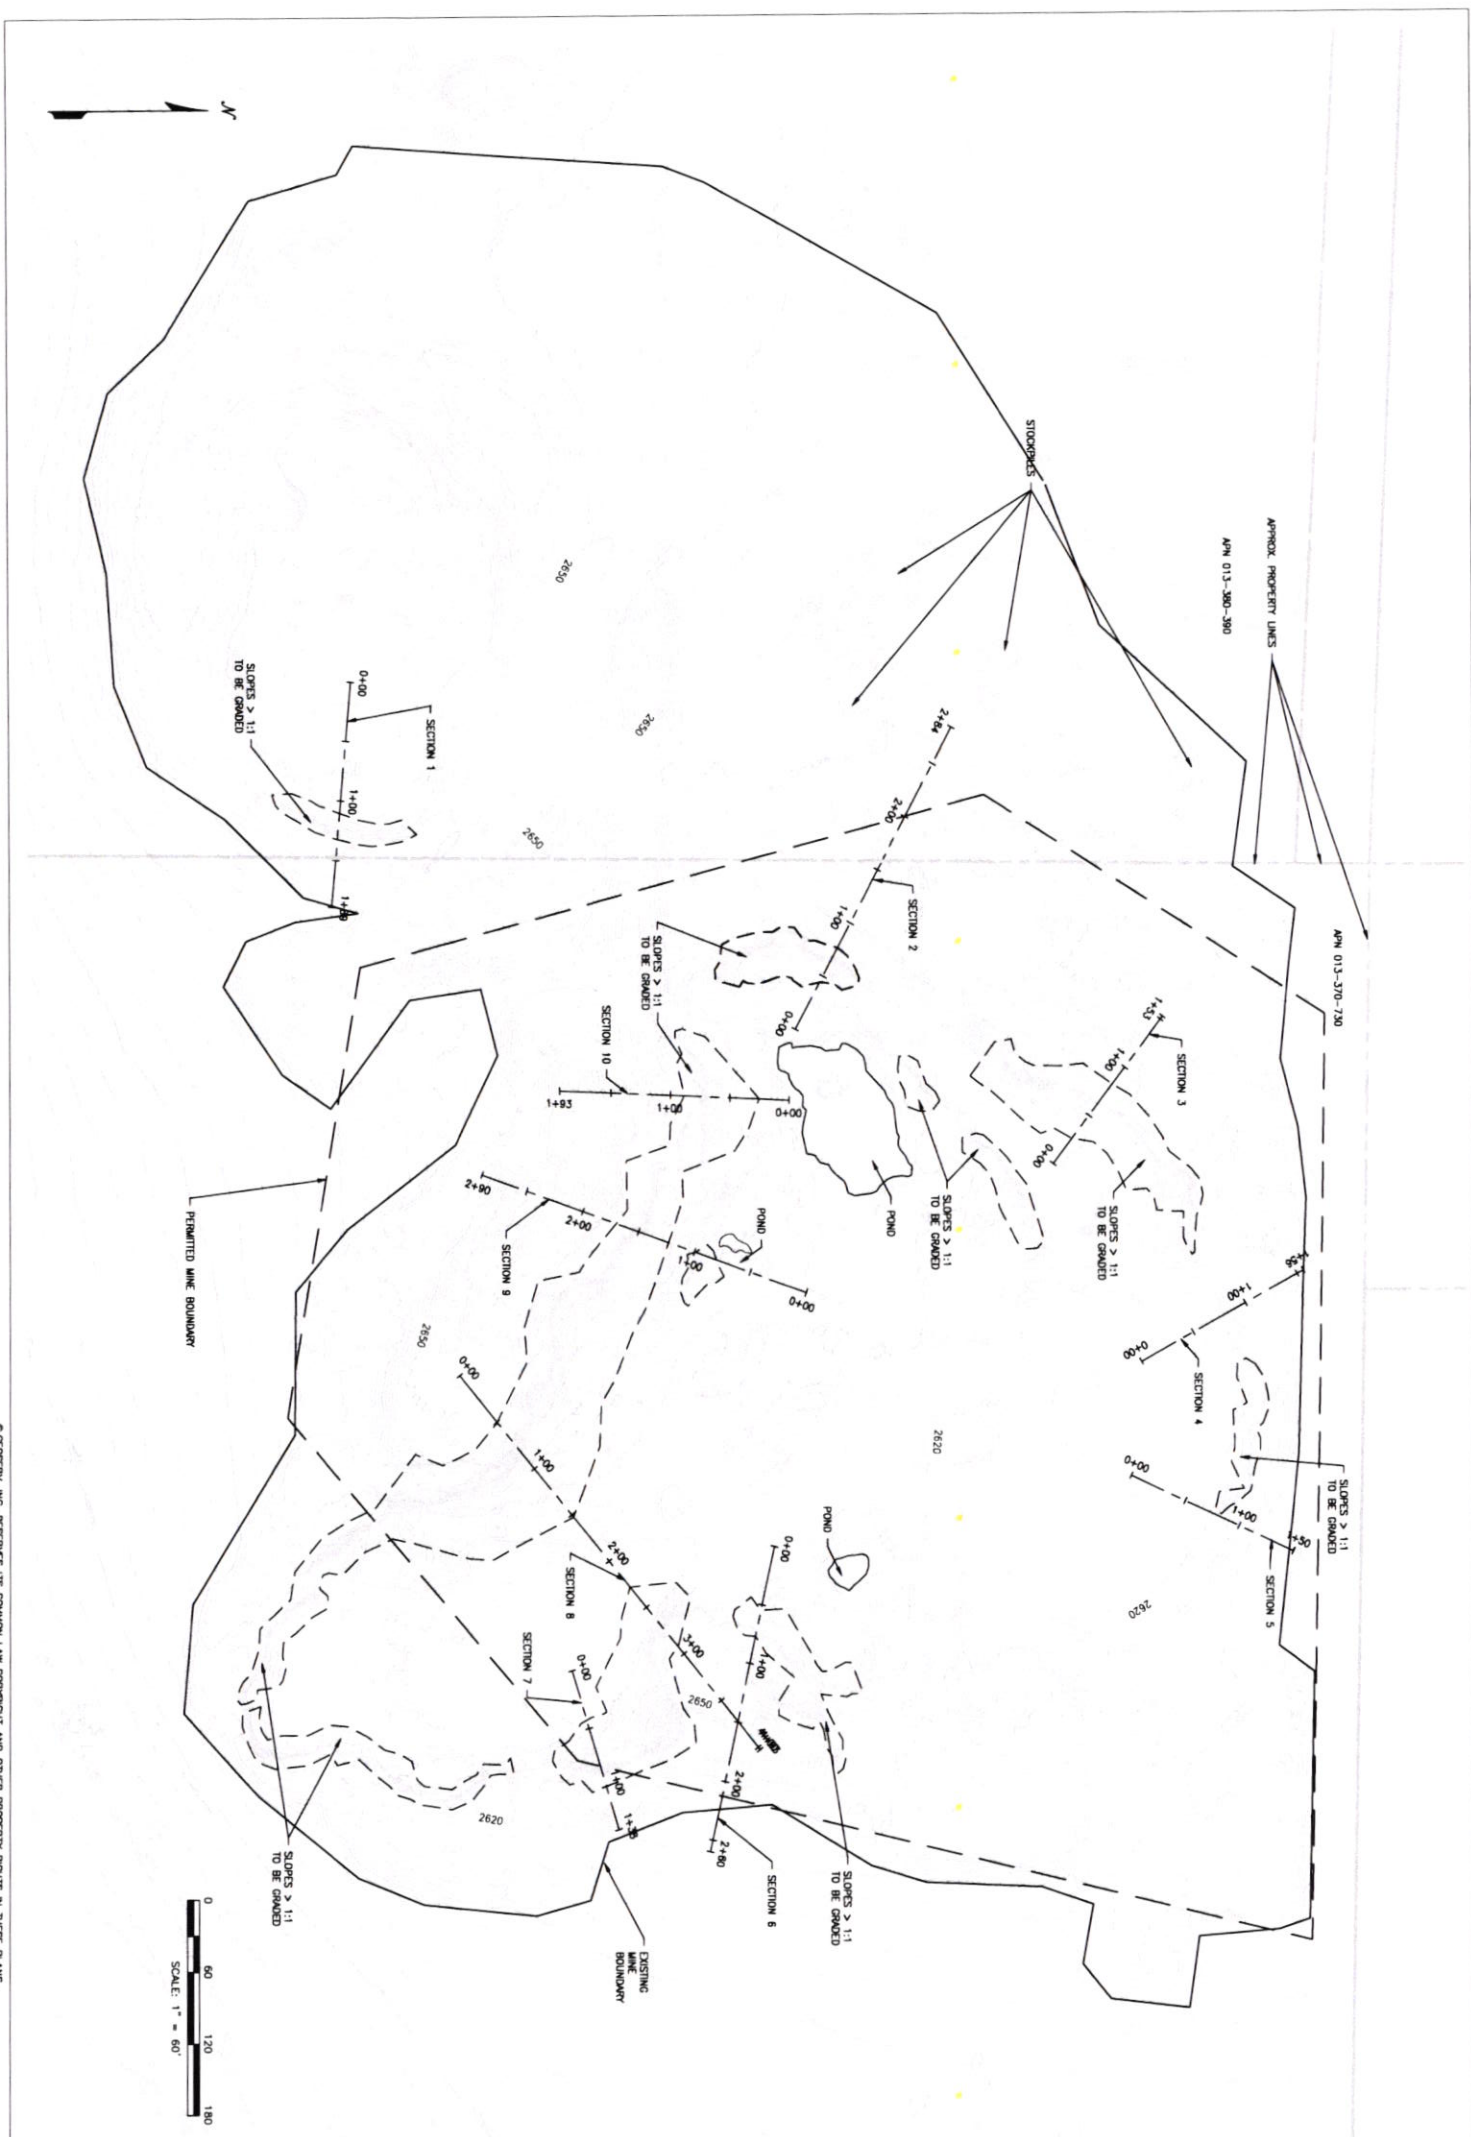 N
STOCKPILES
APPROX. PROPERTY LINES
APN 013-380-390
APN 013-370-730
2650
2650
2650
0+00
SECTION 1
1+00
SLOPES > 1:1
TO BE GRADED
2+84
2+00
SECTION 2
1+00
0+00
SLOPES > 1:1
TO BE GRADED
SECTION 10
1+93
1+00
0+00
1+53
1+00
SECTION 3
0+00
SLOPES > 1:1
TO BE GRADED
SLOPES > 1:1
TO BE GRADED
POND
POND
PERMITTED MINE BOUNDARY
2+90
2+00
SECTION 9
1+00
0+00
1+00
0+00
SECTION 4
SLOPES > 1:1
TO BE GRADED
0+00
1+00
1+50
SECTION 5
2650
2620
2620
POND
0+00
1+00
2+00
SECTION 8
3+00
2650
0+00
1+00
2+00
2+60
SECTION 6
SECTION 7
0+00
SLOPES > 1:1
TO BE GRADED
2620
SLOPES > 1:1
TO BE GRADED
EXISTING
MINE
BOUNDARY
0 60 120 180
SCALE: 1" = 60'